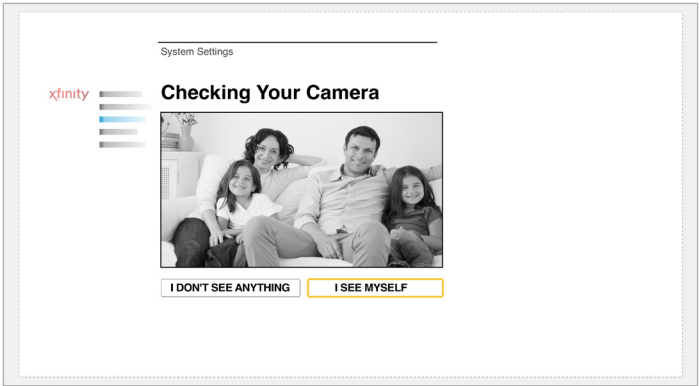 System Settings
xfinity
Checking Your Camera
I DON'T SEE ANYTHING
I SEE MYSELF